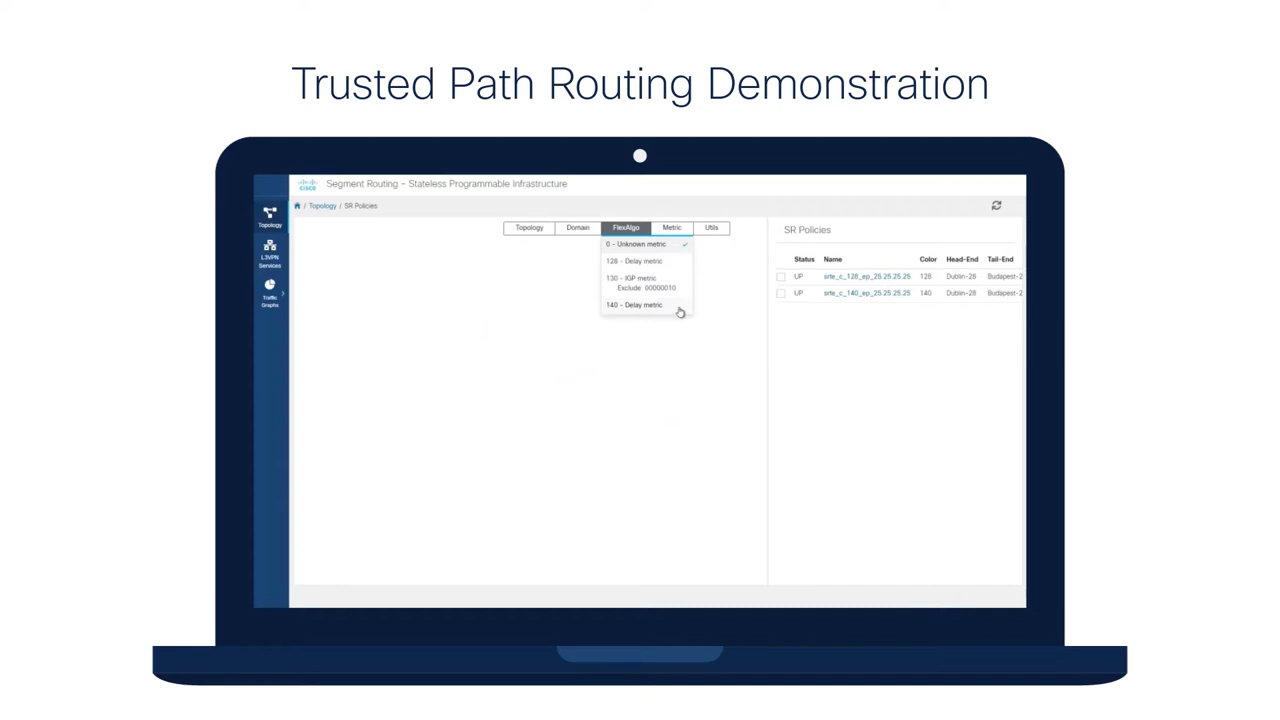 Trusted Path Routing Demonstration
CISCO
Segment Routing - Stateless Programmable Infrastructure
/ Topology / SR Policies
Topology
L3VPN
Services
Traffic
Graphs
Topology Domain FlexAlgo Metric Utils
0 - Unknown metric
128 - Delay metric
130 - IGP metric
Exclude: 00000010
140 - Delay metric
SR Policies
Status Name Color Head-End Tail-End
UP srte_c_128_ep_25.25.25.25 128 Dublin-28 Budapest-2
UP srte_c_140_ep_25.25.25.25 140 Dublin-28 Budapest-2